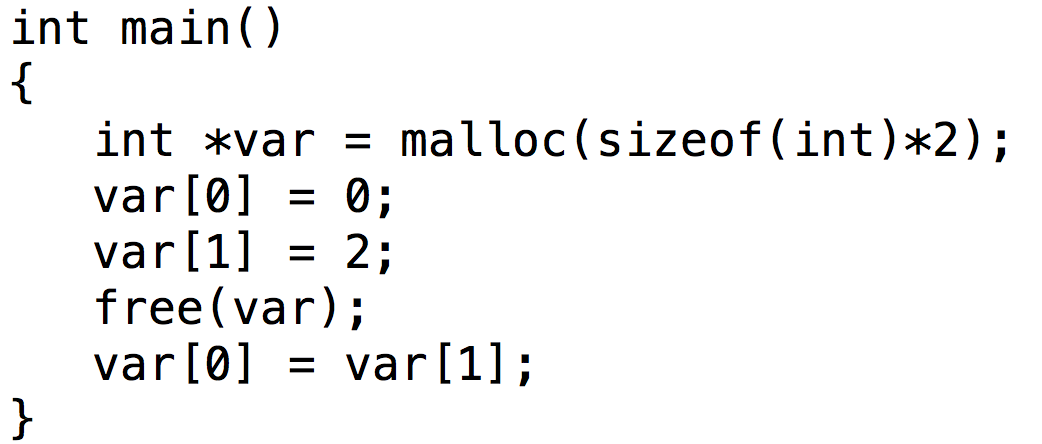 int main()
{
   int *var = malloc(sizeof(int)*2);
   var[0] = 0;
   var[1] = 2;
   free(var);
   var[0] = var[1];
}